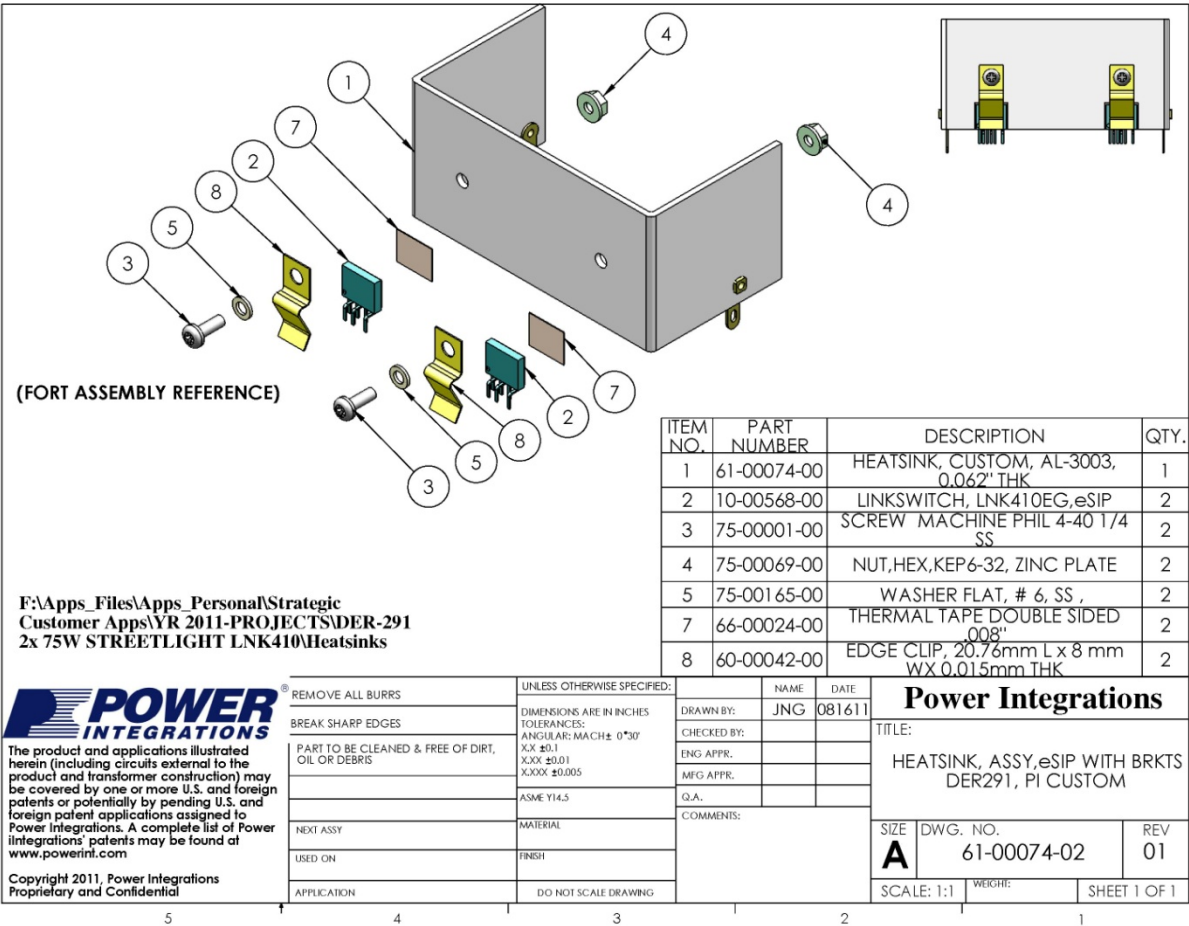 4
1
7
2
8
5
3
4
(FORT ASSEMBLY REFERENCE)
7
2
8
5
3
ITEM NO. PART NUMBER DESCRIPTION QTY.
1 61-00074-00 HEATSINK, CUSTOM, AL-3003, 0.062" THK 1
2 10-00568-00 LINKSWITCH, LNK410EG,eSIP 2
3 75-00001-00 SCREW MACHINE PHIL 4-40 1/4 SS 2
4 75-00069-00 NUT,HEX,KEP6-32, ZINC PLATE 2
5 75-00165-00 WASHER FLAT, # 6, SS , 2
7 66-00024-00 THERMAL TAPE DOUBLE SIDED .008" 2
8 60-00042-00 EDGE CLIP, 20.76mm L x 8 mm WX 0.015mm THK 2
F:\Apps_Files\Apps_Personal\Strategic
Customer Apps\YR 2011-PROJECTS\DER-291
2x 75W STREETLIGHT LNK410\Heatsinks
POWER ®
INTEGRATIONS
The product and applications illustrated
herein (including circuits external to the
product and transformer construction) may
be covered by one or more U.S. and foreign
patents or potentially by pending U.S. and
foreign patent applications assigned to
Power Integrations. A complete list of Power
iIntegrations' patents may be found at
www.powerint.com
Copyright 2011, Power Integrations
Proprietary and Confidential
REMOVE ALL BURRS
BREAK SHARP EDGES
PART TO BE CLEANED & FREE OF DIRT,
OIL OR DEBRIS
NEXT ASSY
USED ON
APPLICATION
UNLESS OTHERWISE SPECIFIED:
DIMENSIONS ARE IN INCHES
TOLERANCES:
ANGULAR: MACH± 0°30'
X.X ±0.1
X.XX ±0.01
X.XXX ±0.005
ASME Y14.5
MATERIAL
FINISH
DO NOT SCALE DRAWING
NAME DATE
DRAWN BY: JNG 081611
CHECKED BY:
ENG APPR.
MFG APPR.
Q.A.
COMMENTS:
Power Integrations
TITLE:
HEATSINK, ASSY,eSIP WITH BRKTS
DER291, PI CUSTOM
SIZE DWG. NO. REV
A 61-00074-02 01
SCALE: 1:1 WEIGHT: SHEET 1 OF 1
5 4 3 2 1